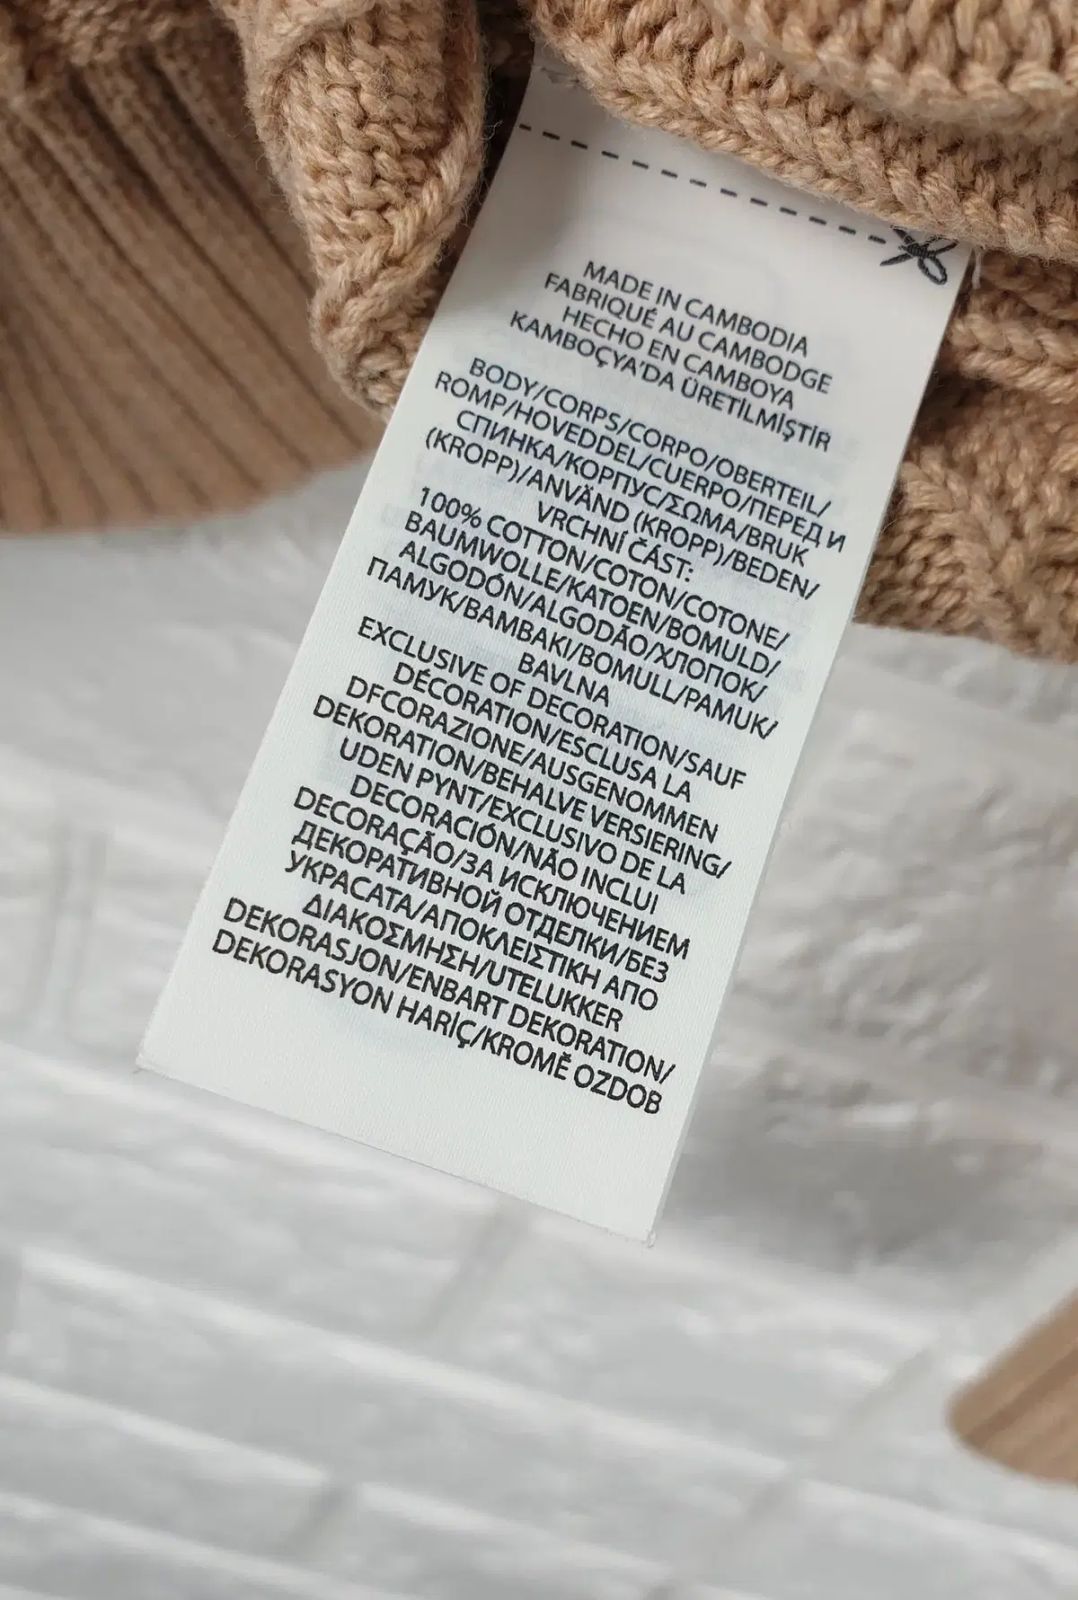 MADE IN CAMBODIA
FABRIQUÉ AU CAMBODGE
HECHO EN CAMBOYA
KAMBOÇYA'DA ÜRETİLMİŞTİR
BODY/CORPS/CORPO/OBERTEIL/
ROMP/HOVEDDEL/CUERPO/ПЕРЕД И
СПИНКА/КОРПУС/ΣΩΜΑ/BRUK
(KROPP)/ANVÄND (KROPP)/BEDEN/
VRCHNÍ ČÁST:
100% COTTON/COTON/COTONE/
BAUMWOLLE/KATOEN/BOMULD/
ALGODÓN/ALGODÃO/ХЛОПОК/
ПАМУК/ΒΑΜΒΑΚΙ/BOMULL/PAMUK/
BAVLNA
EXCLUSIVE OF DECORATION/SAUF
DÉCORATION/ESCLUSA LA
DFCORAZIONE/AUSGENOMMEN
DEKORATION/BEHALVE VERSIERING/
UDEN PYNT/EXCLUSIVO DE LA
DECORACIÓN/NÃO INCLUI
DECORAÇÃO/ЗА ИСКЛЮЧЕНИЕМ
ДЕКОРАТИВНОЙ ОТДЕЛКИ/БЕЗ
УКРАСАТА/ΑΠΟΚΛΕΙΣΤΙΚΗ ΑΠΟ
ΔΙΑΚΟΣΜΗΣΗ/UTELUKKER
DEKORASJON/ENBART DEKORATION/
DEKORASYON HARİÇ/KROMĚ OZDOB